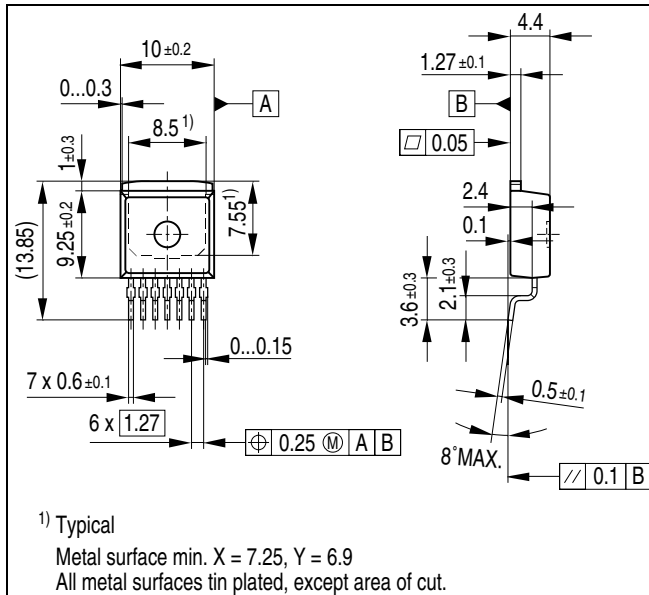 4.4
10 ±0.2
1.27 ±0.1
0...0.3
A
B
8.5 1)
0.05
1±0.3
7.55 1)
2.4
(13.85)
9.25 ±0.2
0.1
3.6 ±0.3
2.1 ±0.3
0...0.15
7 x 0.6 ±0.1
0.5 ±0.1
6 x 1.27
0.25 Ⓜ A B
8° MAX.
// 0.1 B
1) Typical
Metal surface min. X = 7.25, Y = 6.9
All metal surfaces tin plated, except area of cut.